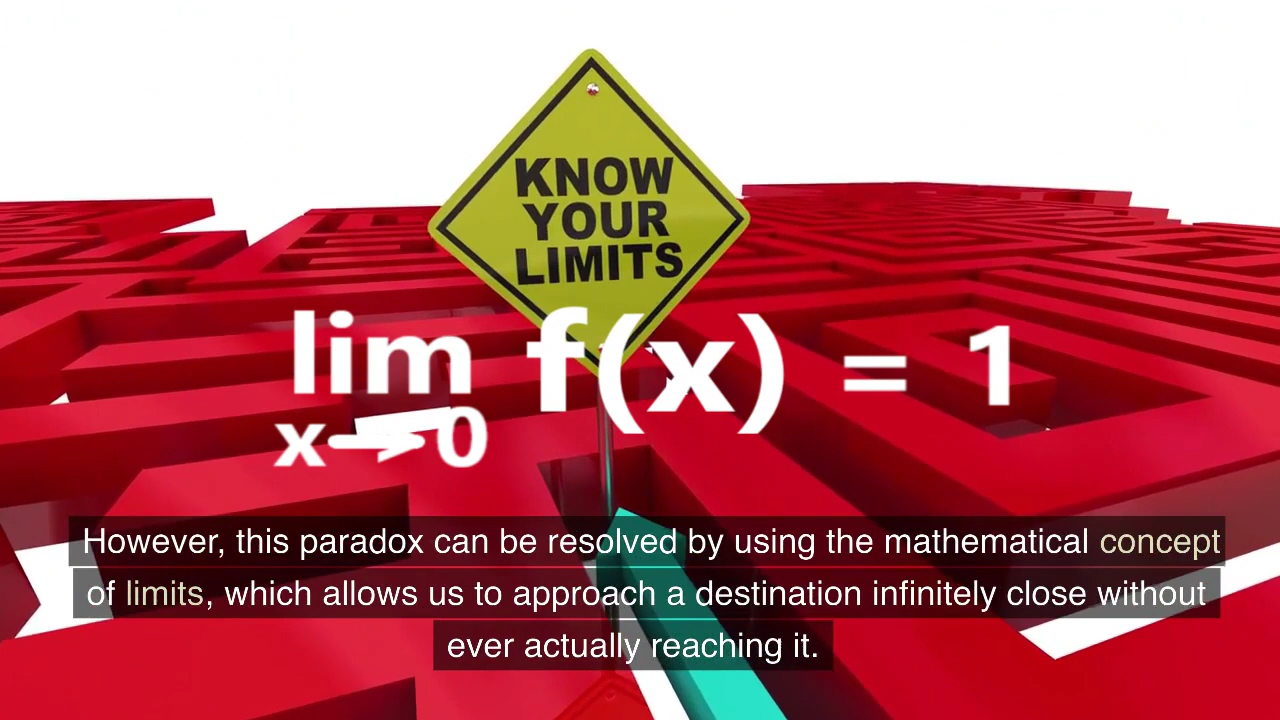 KNOW
YOUR
LIMITS
lim f(x) = 1
x→0
However, this paradox can be resolved by using the mathematical concept
of limits, which allows us to approach a destination infinitely close without
ever actually reaching it.